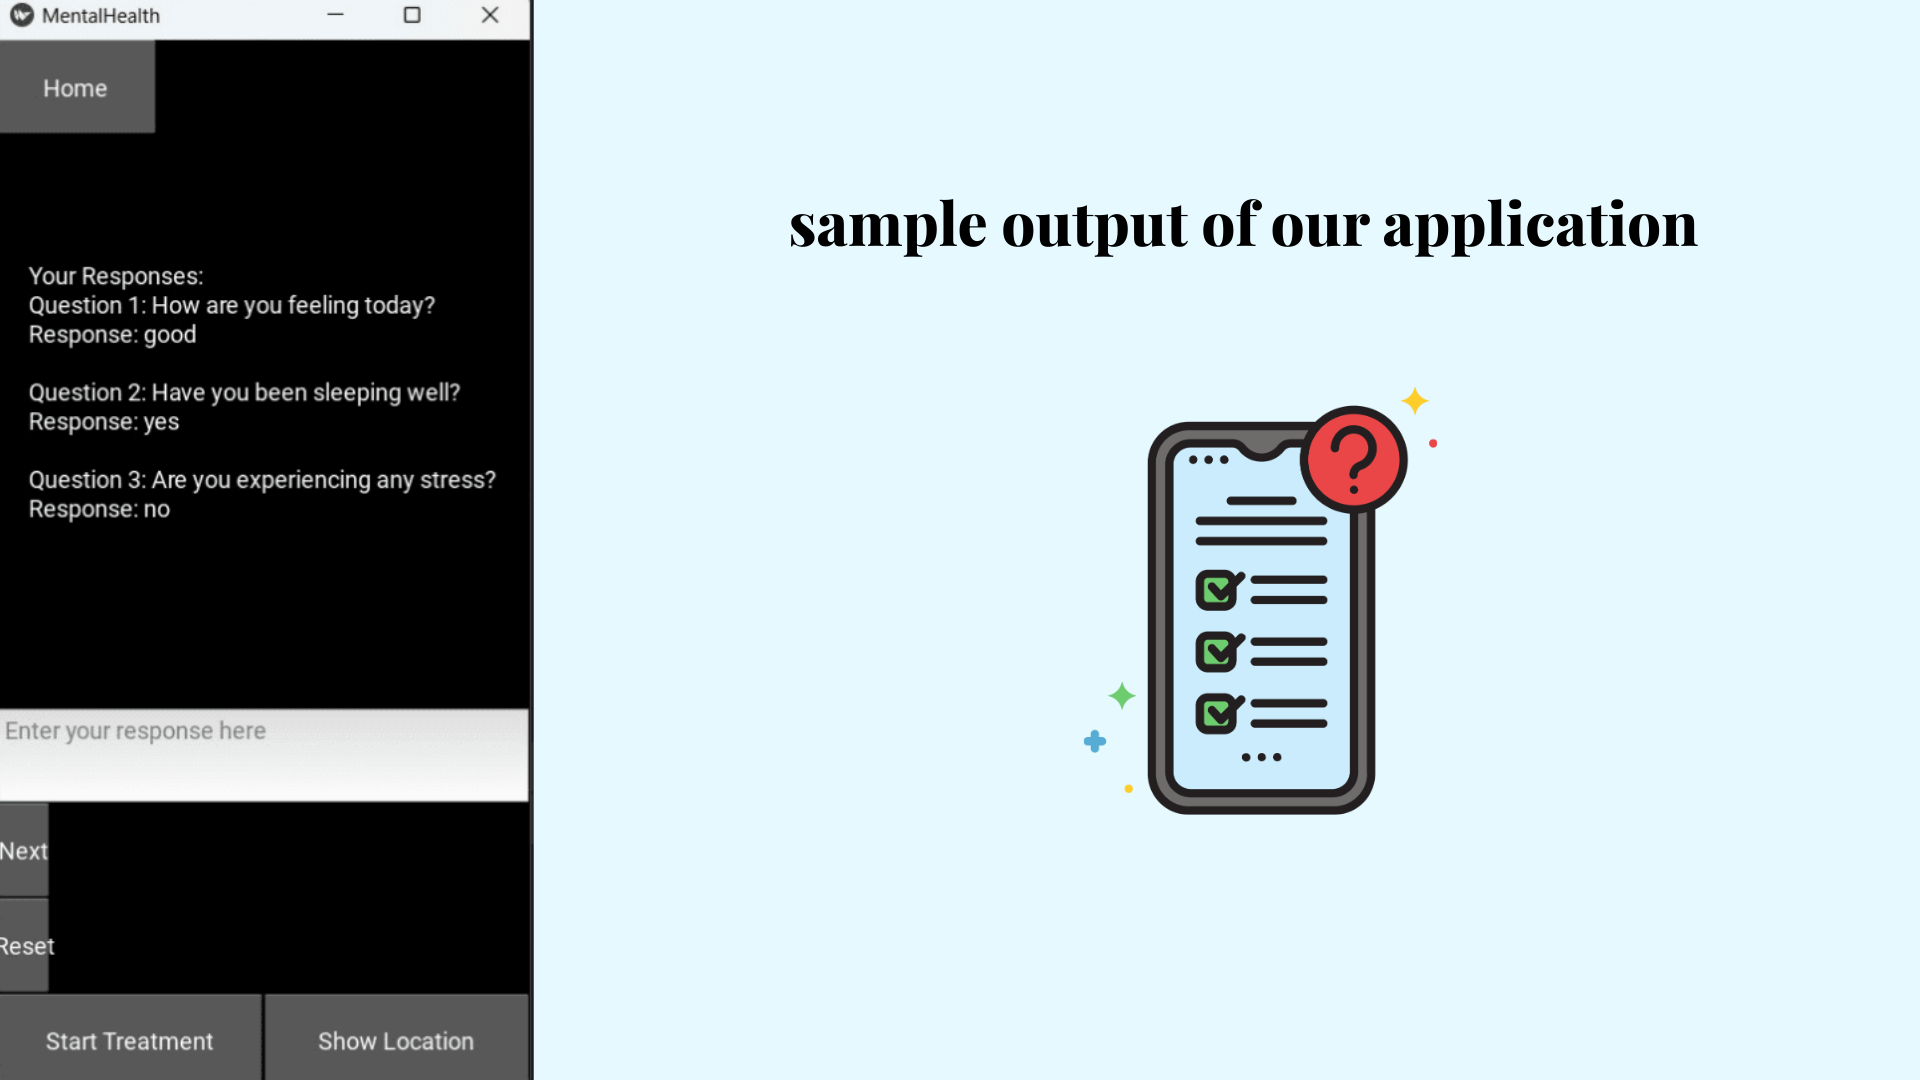 MentalHealth
Home
Your Responses:
Question 1: How are you feeling today?
Response: good
Question 2: Have you been sleeping well?
Response: yes
Question 3: Are you experiencing any stress?
Response: no
Enter your response here
Next
Reset
Start Treatment
Show Location
sample output of our application